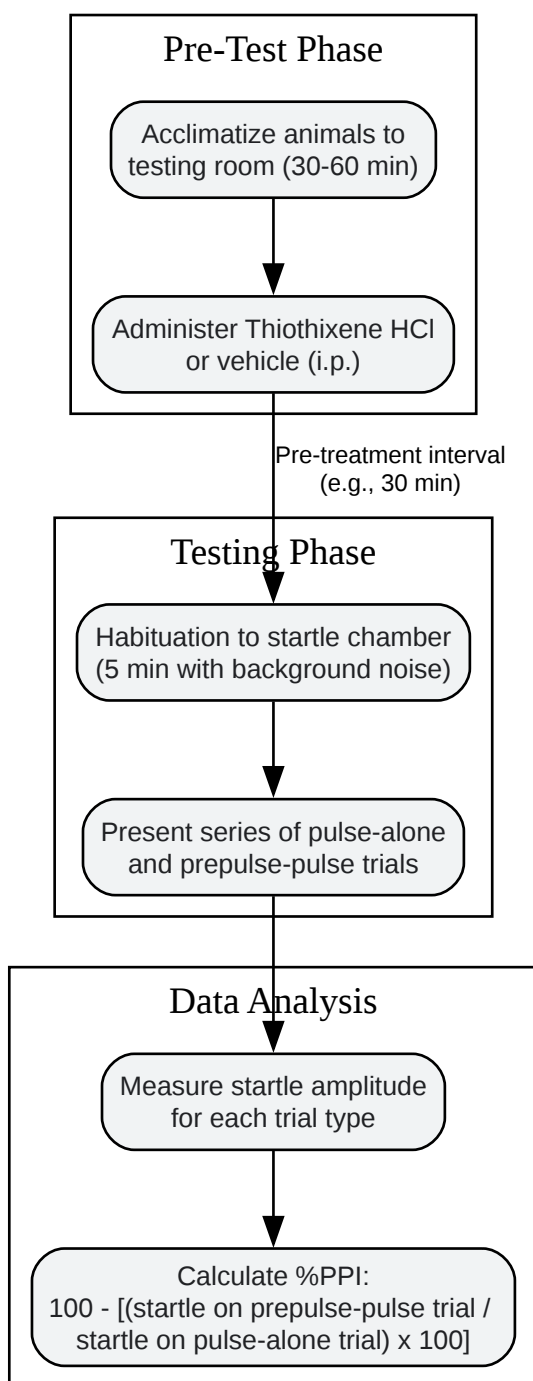 Pre-Test Phase
Acclimatize animals to
testing room (30-60 min)
Administer Thiothixene HCl
or vehicle (i.p.)
Pre-treatment interval
(e.g., 30 min)
Testing Phase
Habituation to startle chamber
(5 min with background noise)
Present series of pulse-alone
and prepulse-pulse trials
Data Analysis
Measure startle amplitude
for each trial type
Calculate %PPI:
100 - [(startle on prepulse-pulse trial /
startle on pulse-alone trial) x 100]